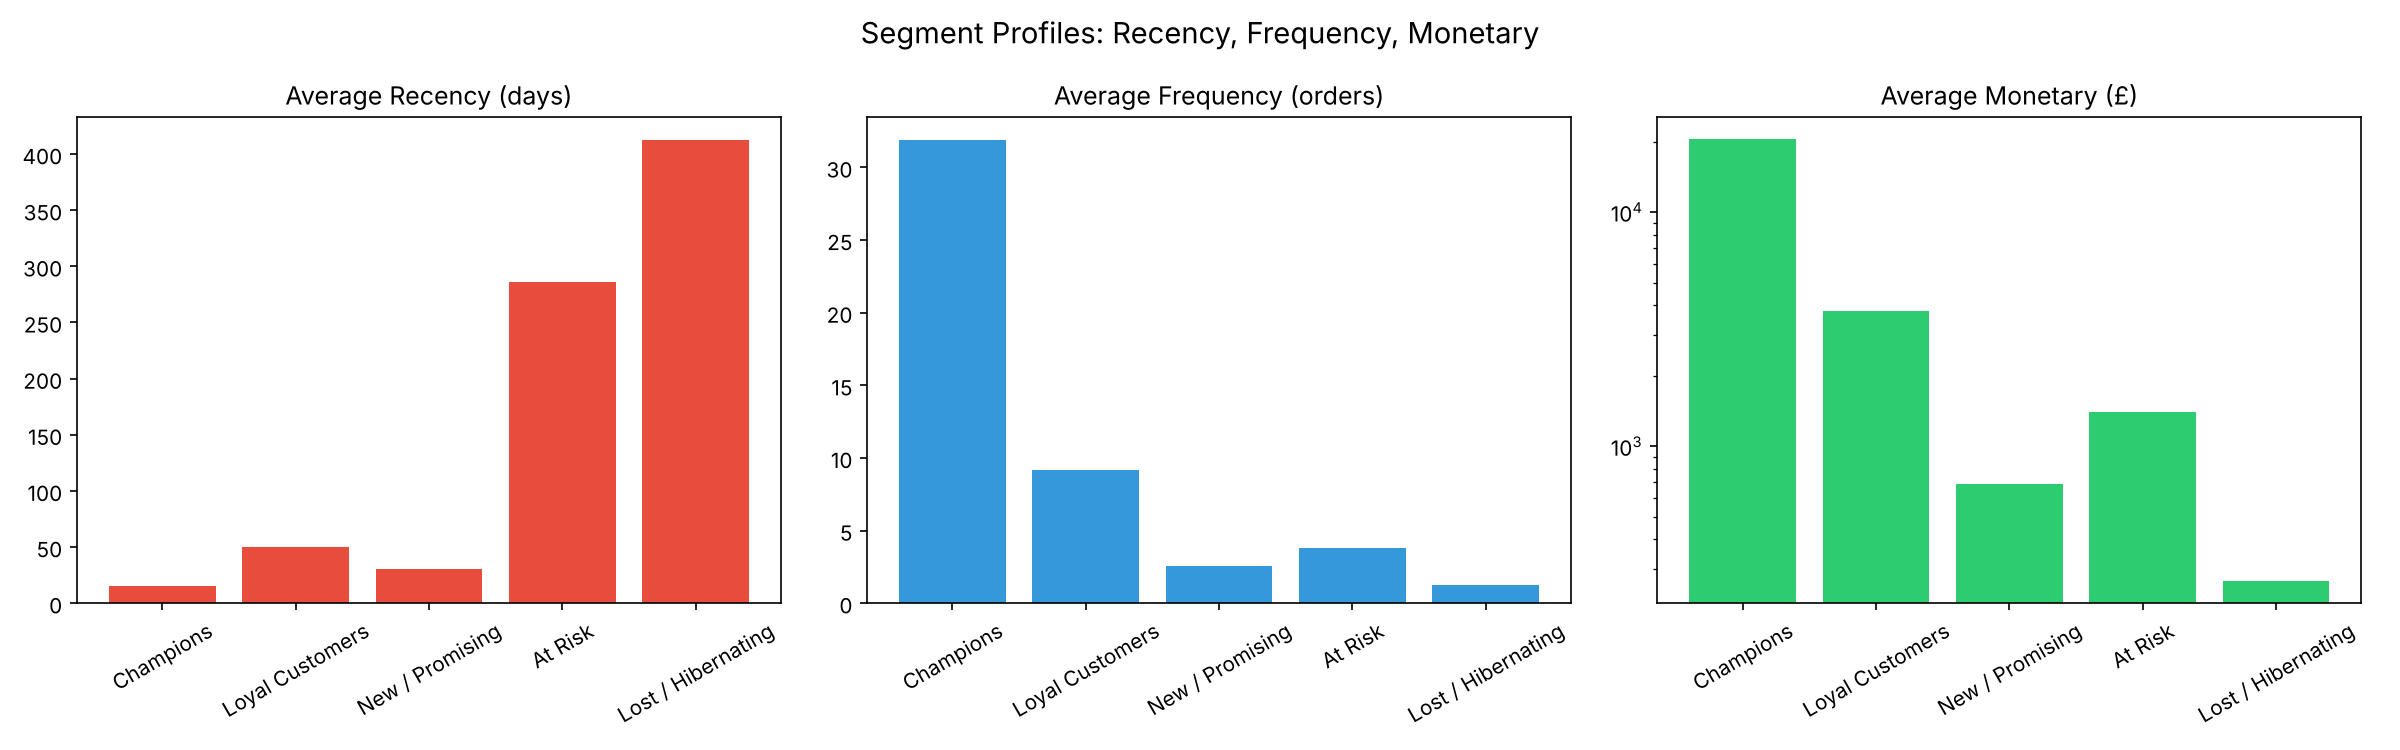 Segment Profiles: Recency, Frequency, Monetary
Average Recency (days)
400
350
300
250
200
150
100
50
0
Champions
Loyal Customers
New / Promising
At Risk
Lost / Hibernating
Average Frequency (orders)
30
25
20
15
10
5
0
Champions
Loyal Customers
New / Promising
At Risk
Lost / Hibernating
Average Monetary (£)
10⁴
10³
Champions
Loyal Customers
New / Promising
At Risk
Lost / Hibernating